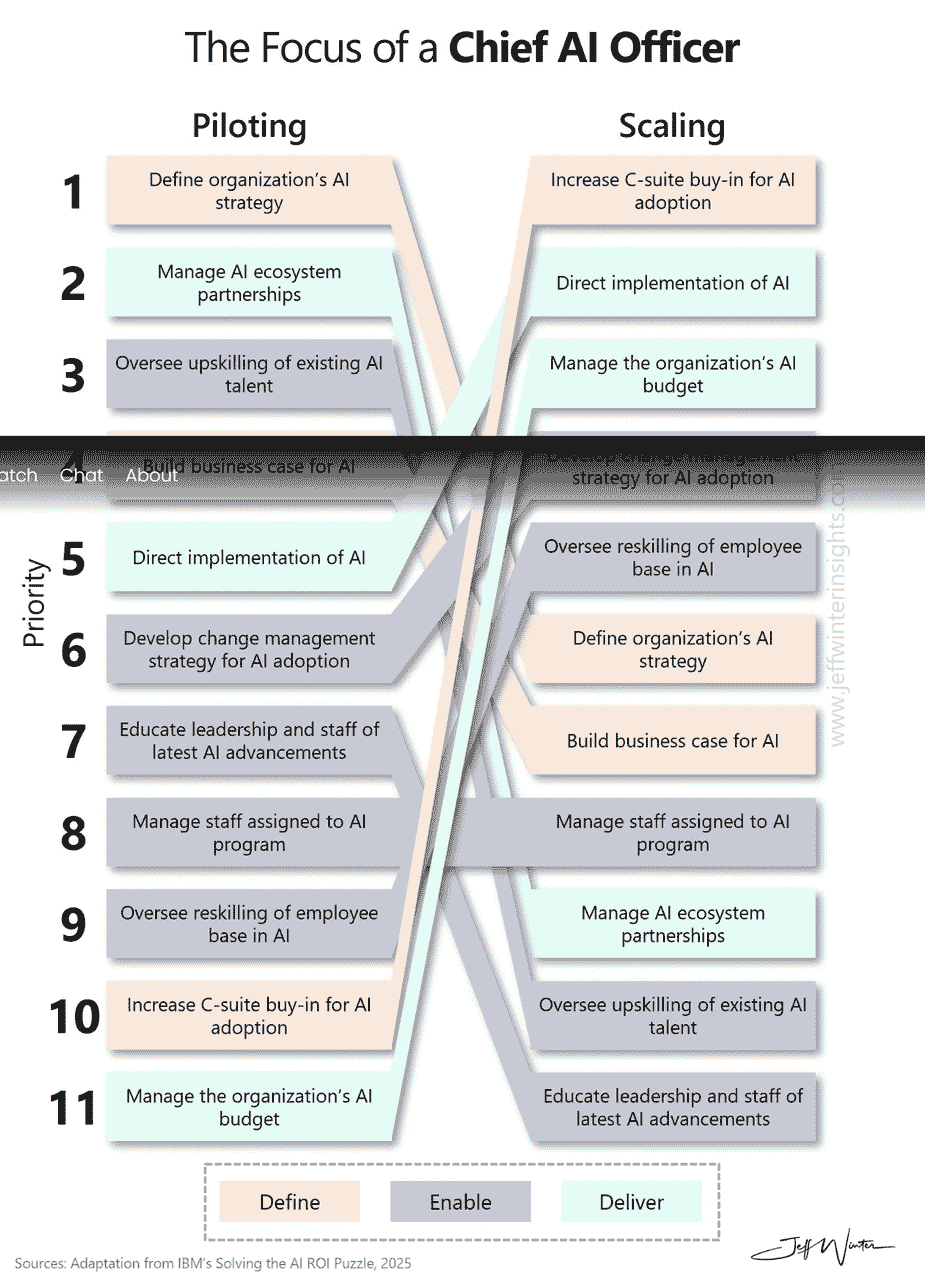 The Focus of a Chief AI Officer
Piloting
Scaling
1
Define organization's AI
strategy
Increase C-suite buy-in for AI
adoption
2
Manage AI ecosystem
partnerships
Direct implementation of AI
3
Oversee upskilling of existing AI
talent
Manage the organization's AI
budget
4
Build business case for AI
Develop change management
strategy for AI adoption
atch Chat About
5
Direct implementation of AI
Oversee reskilling of employee
base in AI
Priority
6
Develop change management
strategy for AI adoption
Define organization's AI
strategy
7
Educate leadership and staff of
latest AI advancements
Build business case for AI
8
Manage staff assigned to AI
program
Manage staff assigned to AI
program
9
Oversee reskilling of employee
base in AI
Manage AI ecosystem
partnerships
10
Increase C-suite buy-in for AI
adoption
Oversee upskilling of existing AI
talent
11
Manage the organization's AI
budget
Educate leadership and staff of
latest AI advancements
www.jeffwinterinsights.com
Define
Enable
Deliver
Jeff Winter
Sources: Adaptation from IBM's Solving the AI ROI Puzzle, 2025